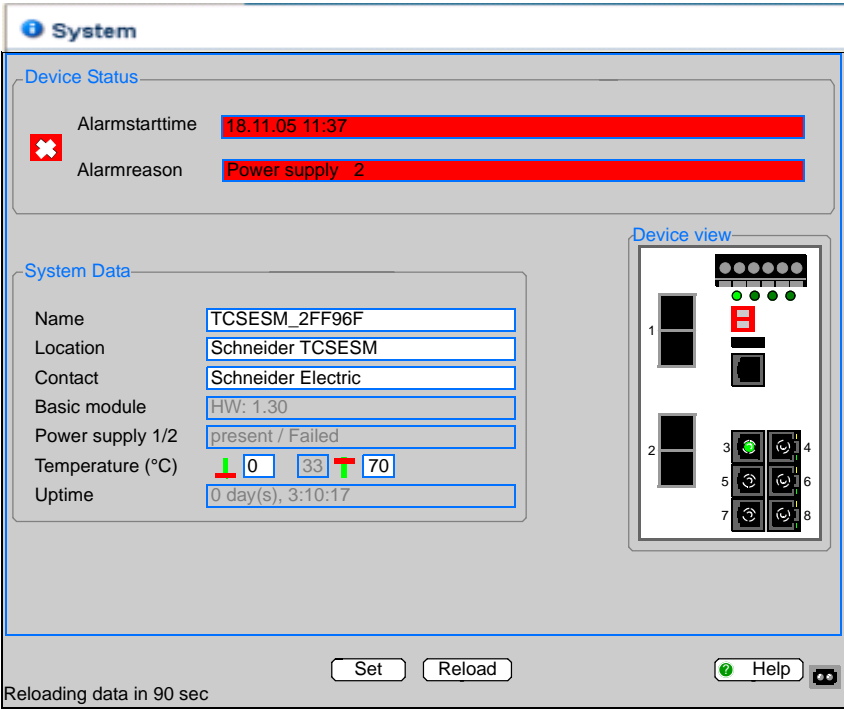 System
Device Status
Alarmstarttime 18.11.05 11:37
Alarmreason Power supply 2
Device view
System Data
Name TCSESM_2FF96F
Location Schneider TCSESM
Contact Schneider Electric
Basic module HW: 1.30
Power supply 1/2 present / Failed
Temperature (°C) 0 33 70
Uptime 0 day(s), 3:10:17
1
2
3 4
5 6
7 8
Set Reload Help
Reloading data in 90 sec